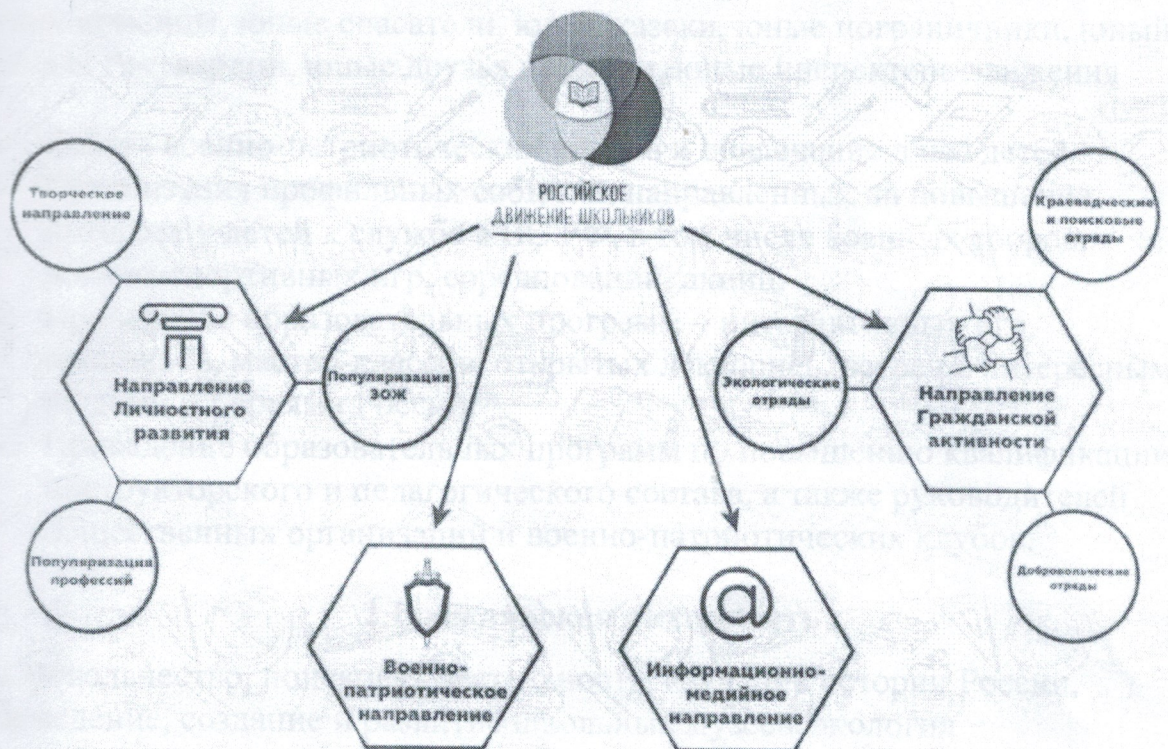 РОССИЙСКОЕ
ДВИЖЕНИЕ ШКОЛЬНИКОВ
Творческое
направление
Краеведческие
и поисковые
отряды
Направление
Личностного
развития
Популяризация
зож
Экологические
отряды
Направление
Гражданской
активности
Популяризация
профессий
Добровольческие
отряды
Военно-
патриотическое
направление
@
Информационно-
медийное
направление